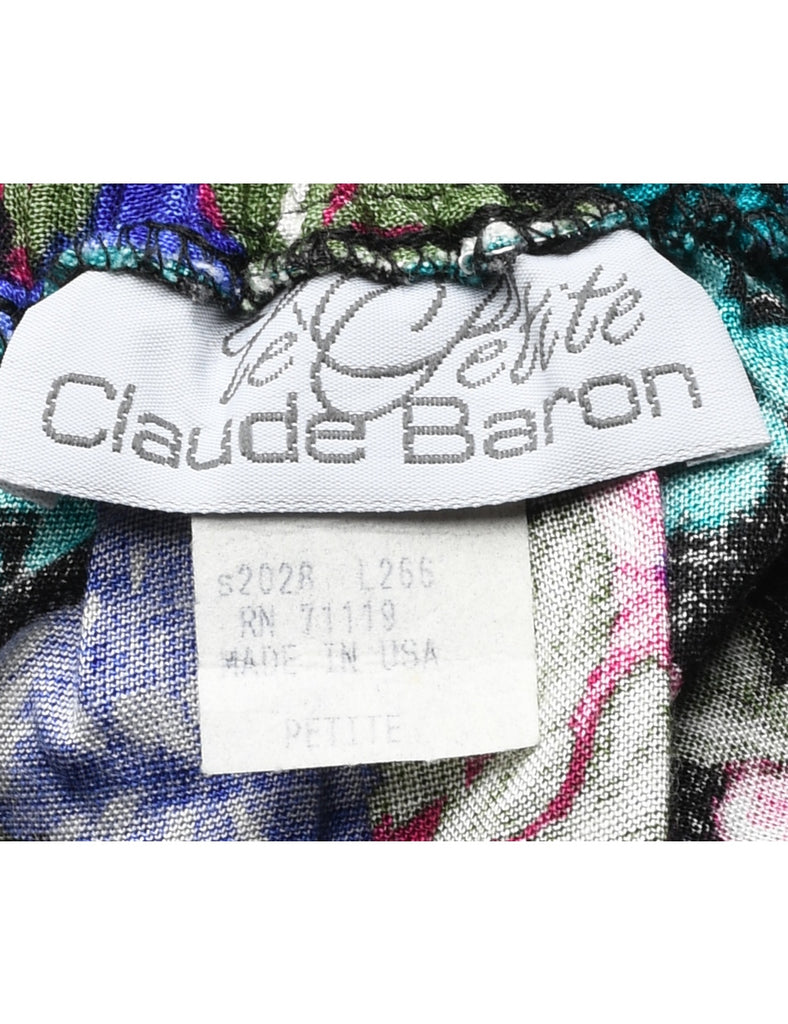 le Petite
Claude Baron
s2028 L266
RN 71119
MADE IN USA
PETITE